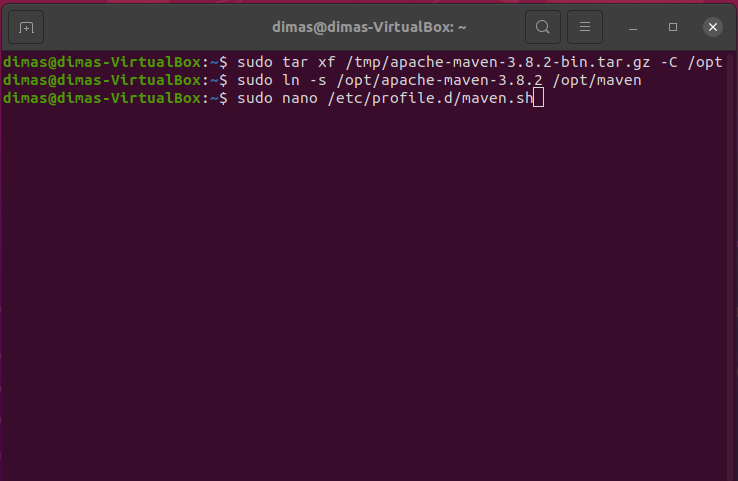 dimas@dimas-VirtualBox: ~
dimas@dimas-VirtualBox:~$ sudo tar xf /tmp/apache-maven-3.8.2-bin.tar.gz -C /opt
dimas@dimas-VirtualBox:~$ sudo ln -s /opt/apache-maven-3.8.2 /opt/maven
dimas@dimas-VirtualBox:~$ sudo nano /etc/profile.d/maven.sh